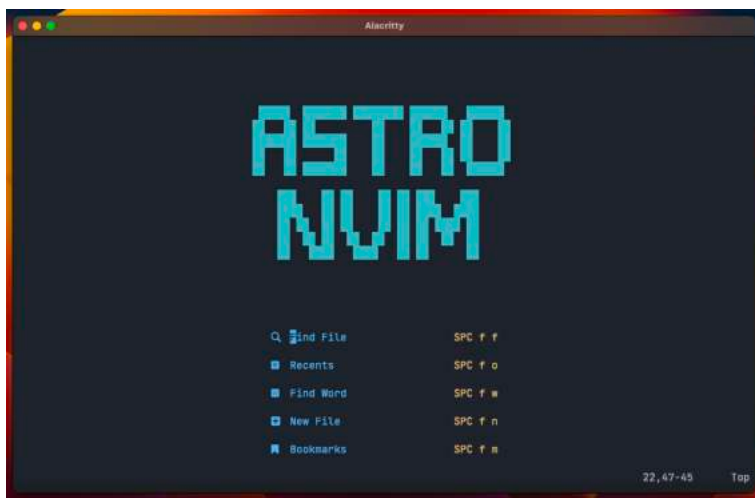 Alacritty
ASTRO
NVIM
Find File SPC f f
Recents SPC f o
Find Word SPC f w
New File SPC f n
Bookmarks SPC f m
22,47-45 Top